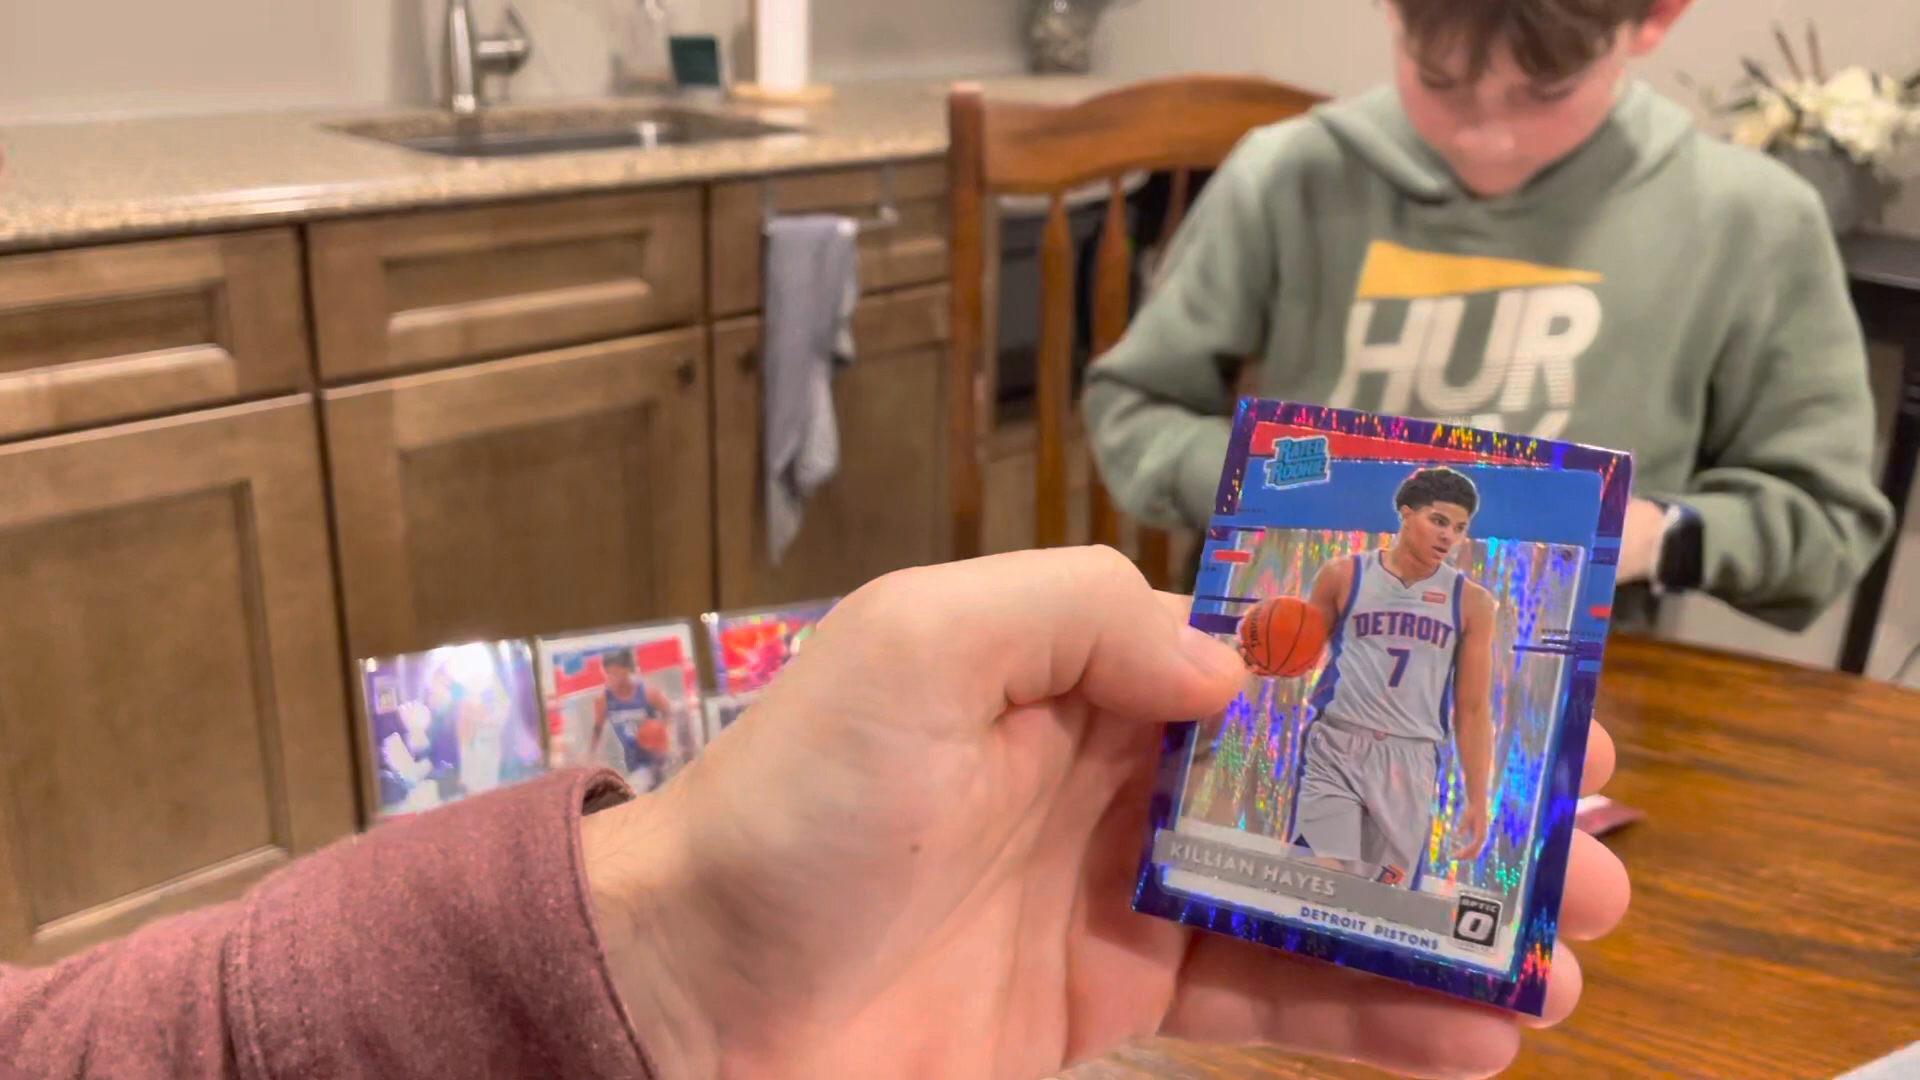 HUR
RATED
ROOKIE
DETROIT
7
KILLIAN HAYES
DETROIT PISTONS
OPTIC
O